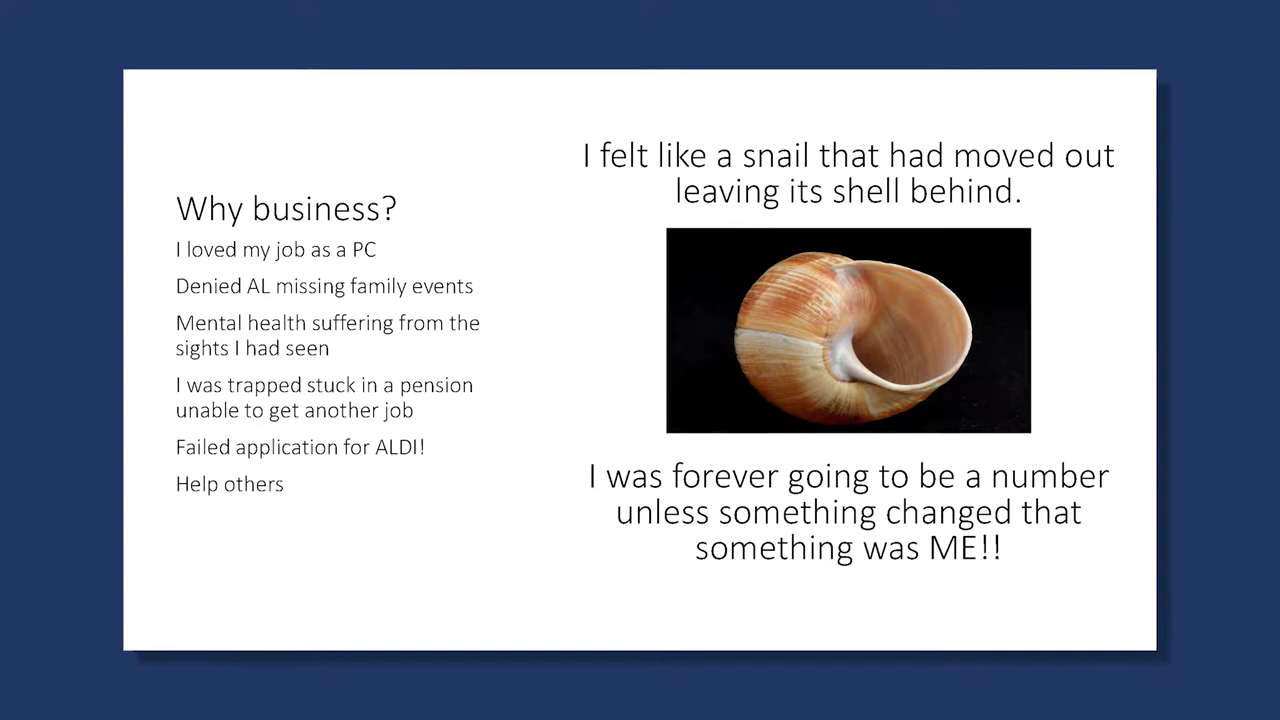 Why business?
I loved my job as a PC
Denied AL missing family events
Mental health suffering from the
sights I had seen
I was trapped stuck in a pension
unable to get another job
Failed application for ALDI!
Help others
I felt like a snail that had moved out
leaving its shell behind.
I was forever going to be a number
unless something changed that
something was ME!!